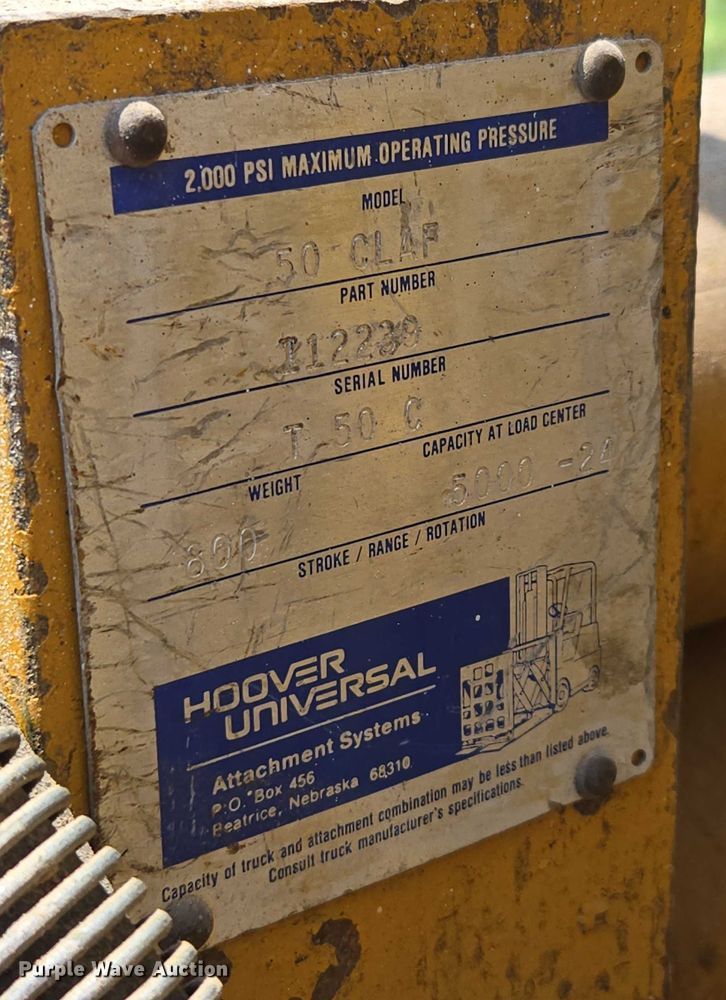 2,000 PSI MAXIMUM OPERATING PRESSURE
MODEL
50 CLAF
PART NUMBER
SERIAL NUMBER
T 50 C
WEIGHT
CAPACITY AT LOAD CENTER
800
5000 -24
STROKE / RANGE / ROTATION
HOOVER
UNIVERSAL
Attachment Systems
P.O. Box 456
Beatrice, Nebraska 68310
Capacity of truck and attachment combination may be less than listed above.
Consult truck manufacturer's specifications.
Purple Wave Auction